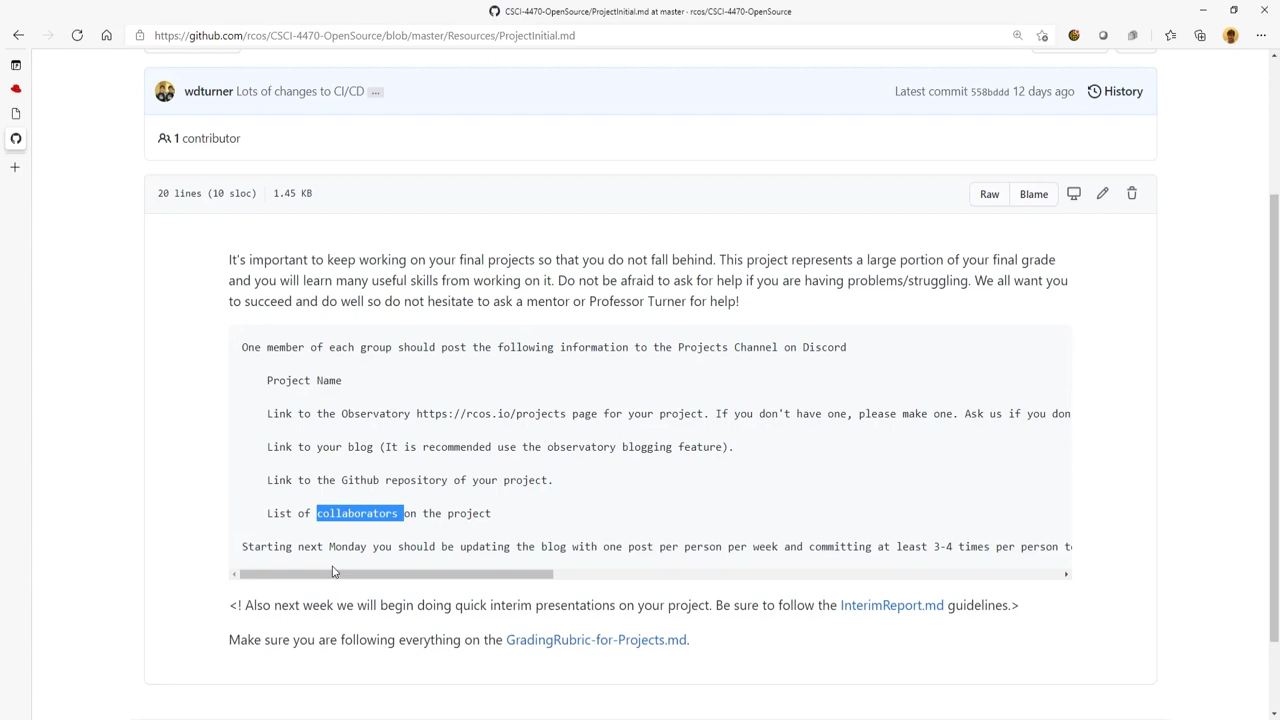 CSCI-4470-OpenSource/ProjectInitial.md at master · rcos/CSCI-4470-OpenSource
https://github.com/rcos/CSCI-4470-OpenSource/blob/master/Resources/ProjectInitial.md
wdturner Lots of changes to CI/CD ...
Latest commit 558bddd 12 days ago History
1 contributor
20 lines (10 sloc) 1.45 KB
Raw Blame
It's important to keep working on your final projects so that you do not fall behind. This project represents a large portion of your final grade
and you will learn many useful skills from working on it. Do not be afraid to ask for help if you are having problems/struggling. We all want you
to succeed and do well so do not hesitate to ask a mentor or Professor Turner for help!
One member of each group should post the following information to the Projects Channel on Discord
Project Name
Link to the Observatory https://rcos.io/projects page for your project. If you don't have one, please make one. Ask us if you don
Link to your blog (It is recommended use the observatory blogging feature).
Link to the Github repository of your project.
List of collaborators on the project
Starting next Monday you should be updating the blog with one post per person per week and committing at least 3-4 times per person to
<! Also next week we will begin doing quick interim presentations on your project. Be sure to follow the InterimReport.md guidelines.>
Make sure you are following everything on the GradingRubric-for-Projects.md.